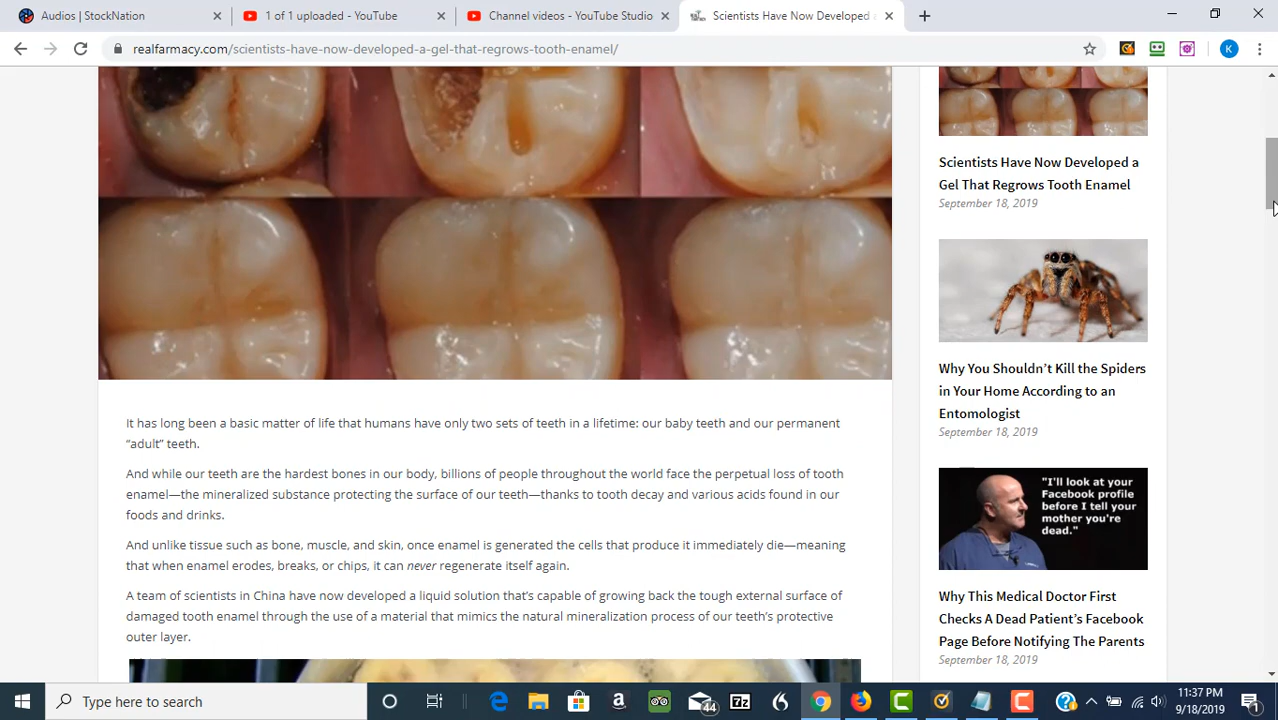 Audios | StockNation
1 of 1 uploaded - YouTube
Channel videos - YouTube Studio
Scientists Have Now Developed
realfarmacy.com/scientists-have-now-developed-a-gel-that-regrows-tooth-enamel/
K
It has long been a basic matter of life that humans have only two sets of teeth in a lifetime: our baby teeth and our permanent
“adult” teeth.
And while our teeth are the hardest bones in our body, billions of people throughout the world face the perpetual loss of tooth
enamel—the mineralized substance protecting the surface of our teeth—thanks to tooth decay and various acids found in our
foods and drinks.
And unlike tissue such as bone, muscle, and skin, once enamel is generated the cells that produce it immediately die—meaning
that when enamel erodes, breaks, or chips, it can never regenerate itself again.
A team of scientists in China have now developed a liquid solution that’s capable of growing back the tough external surface of
damaged tooth enamel through the use of a material that mimics the natural mineralization process of our teeth’s protective
outer layer.
Scientists Have Now Developed a
Gel That Regrows Tooth Enamel
September 18, 2019
Why You Shouldn’t Kill the Spiders
in Your Home According to an
Entomologist
September 18, 2019
"I'll look at your
Facebook profile
before I tell your
mother you're
dead."
Why This Medical Doctor First
Checks A Dead Patient’s Facebook
Page Before Notifying The Parents
September 18, 2019
Type here to search
44
7z
11:37 PM
9/18/2019
1